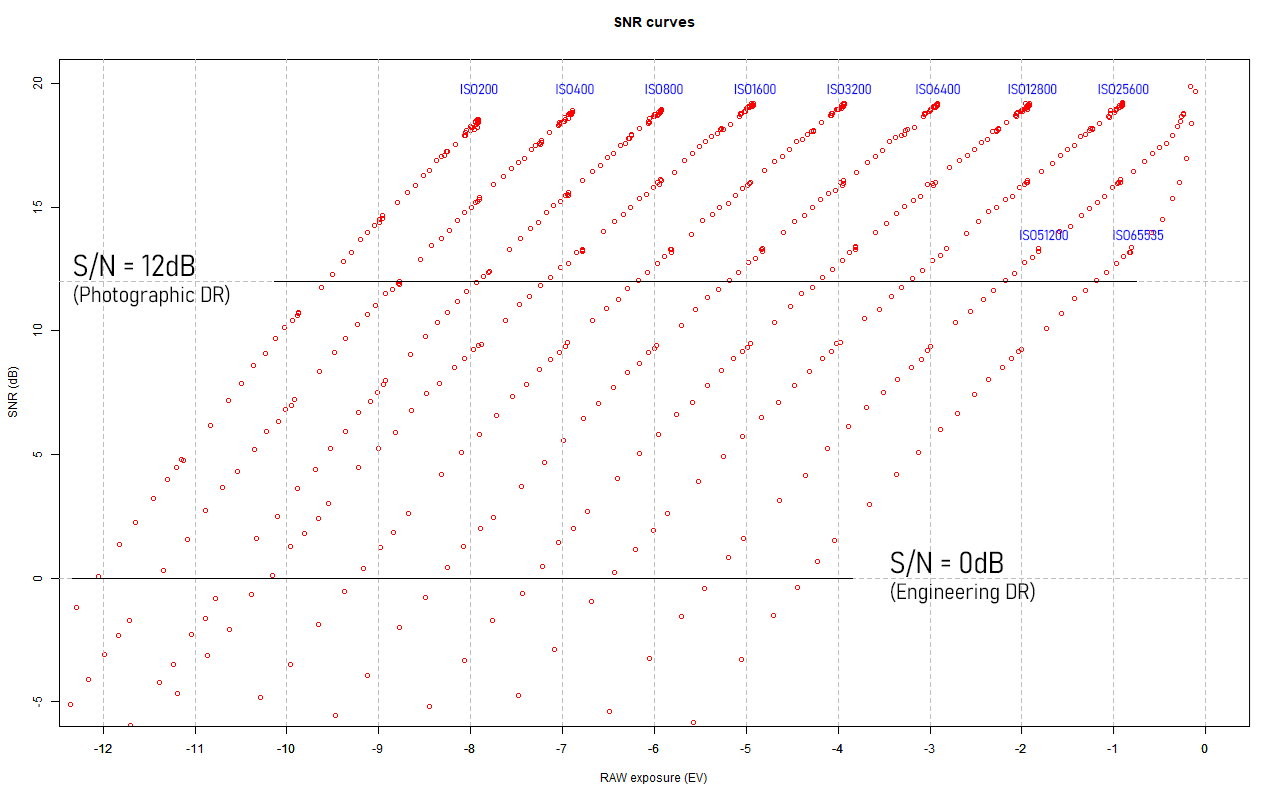 SNR curves
20
ISO200 ISO400 ISO800 ISO1600 ISO3200 ISO6400 ISO12800 ISO25600
15
ISO51200 ISO65535
S/N = 12dB
(Photographic DR)
10
SNR (dB)
5
S/N = 0dB
0
(Engineering DR)
-5
-12 -11 -10 -9 -8 -7 -6 -5 -4 -3 -2 -1 0
RAW exposure (EV)